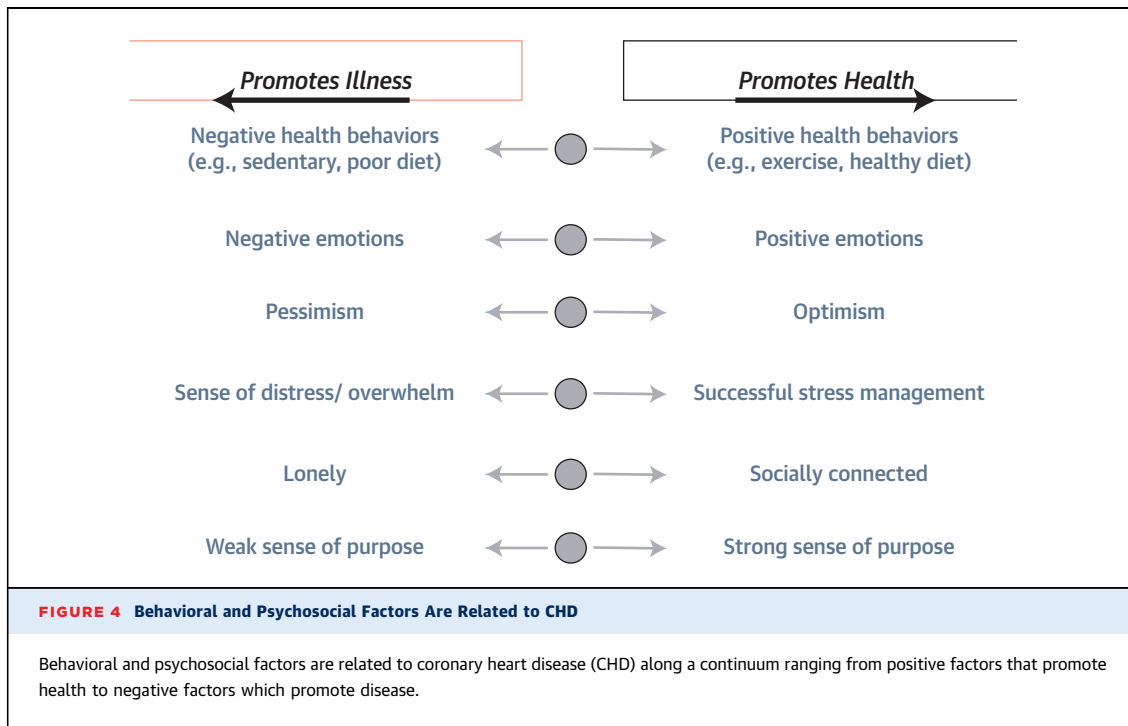 Promotes Illness
Promotes Health
Negative health behaviors
(e.g., sedentary, poor diet)
Positive health behaviors
(e.g., exercise, healthy diet)
Negative emotions
Positive emotions
Pessimism
Optimism
Sense of distress/ overwhelm
Successful stress management
Lonely
Socially connected
Weak sense of purpose
Strong sense of purpose
FIGURE 4 Behavioral and Psychosocial Factors Are Related to CHD
Behavioral and psychosocial factors are related to coronary heart disease (CHD) along a continuum ranging from positive factors that promote
health to negative factors which promote disease.